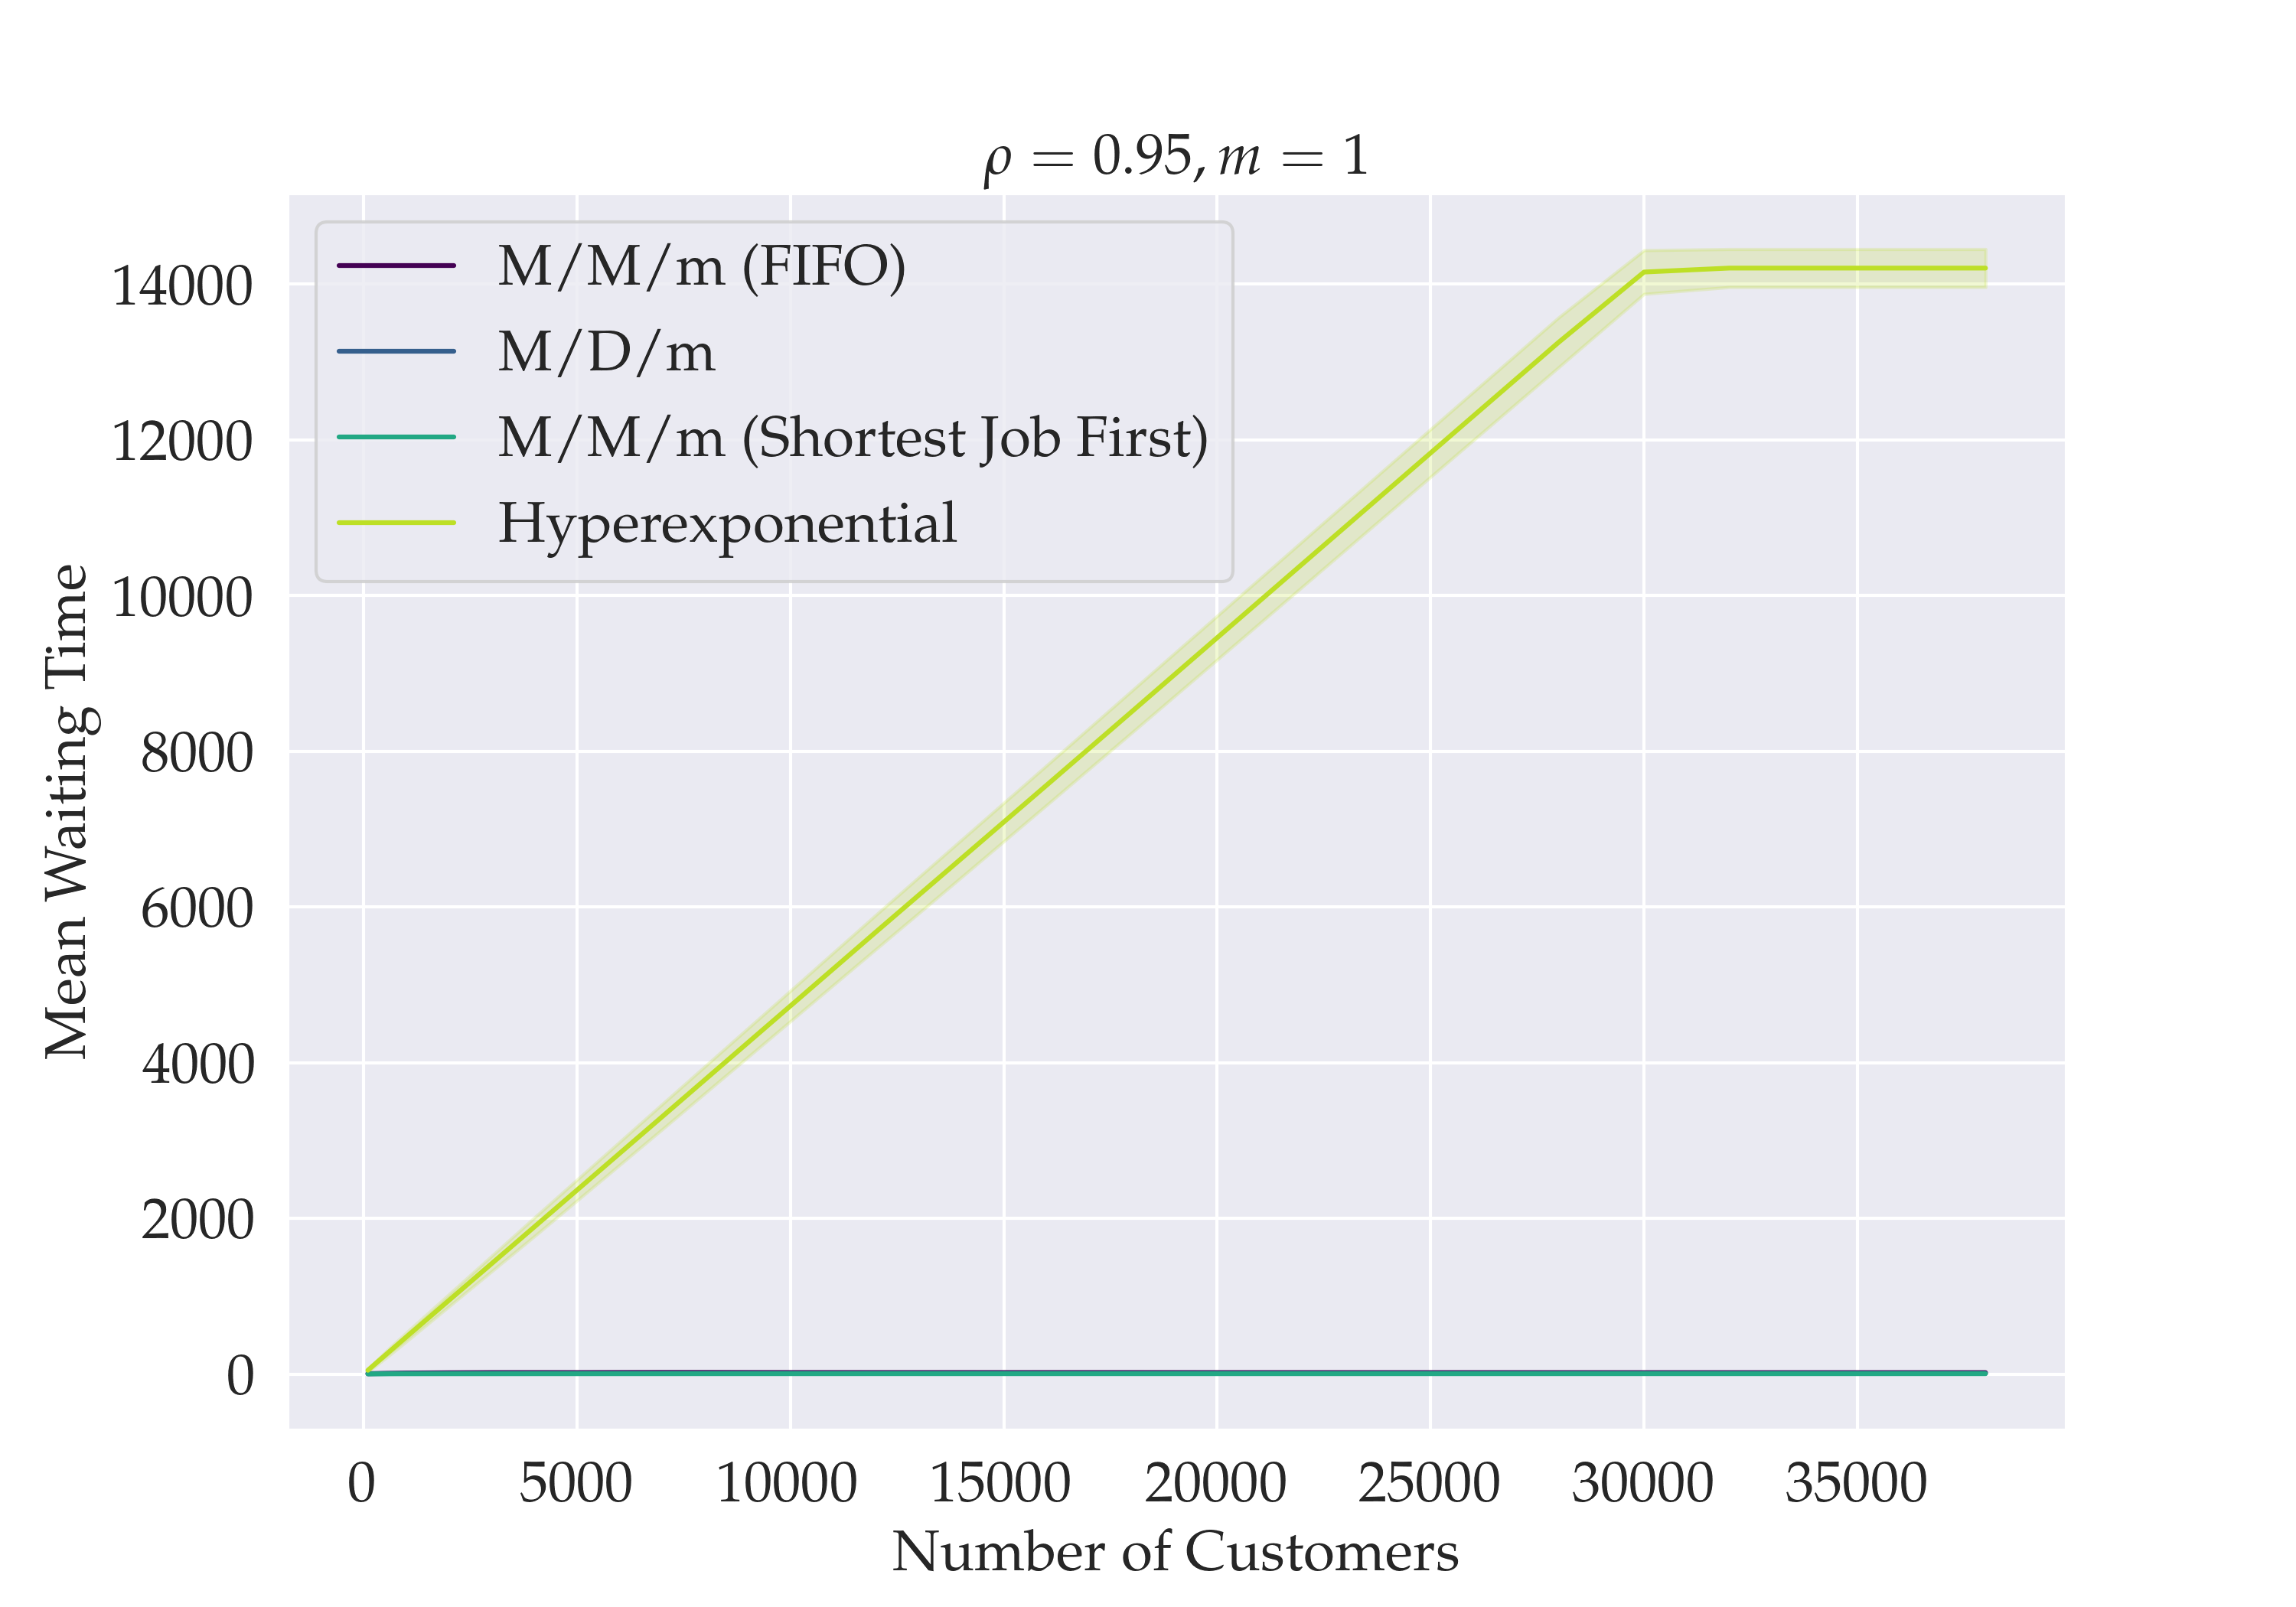 ρ = 0.95, m = 1
M/M/m (FIFO)
M/D/m
M/M/m (Shortest Job First)
Hyperexponential
14000
12000
10000
8000
6000
4000
2000
0
Mean Waiting Time
0 5000 10000 15000 20000 25000 30000 35000
Number of Customers